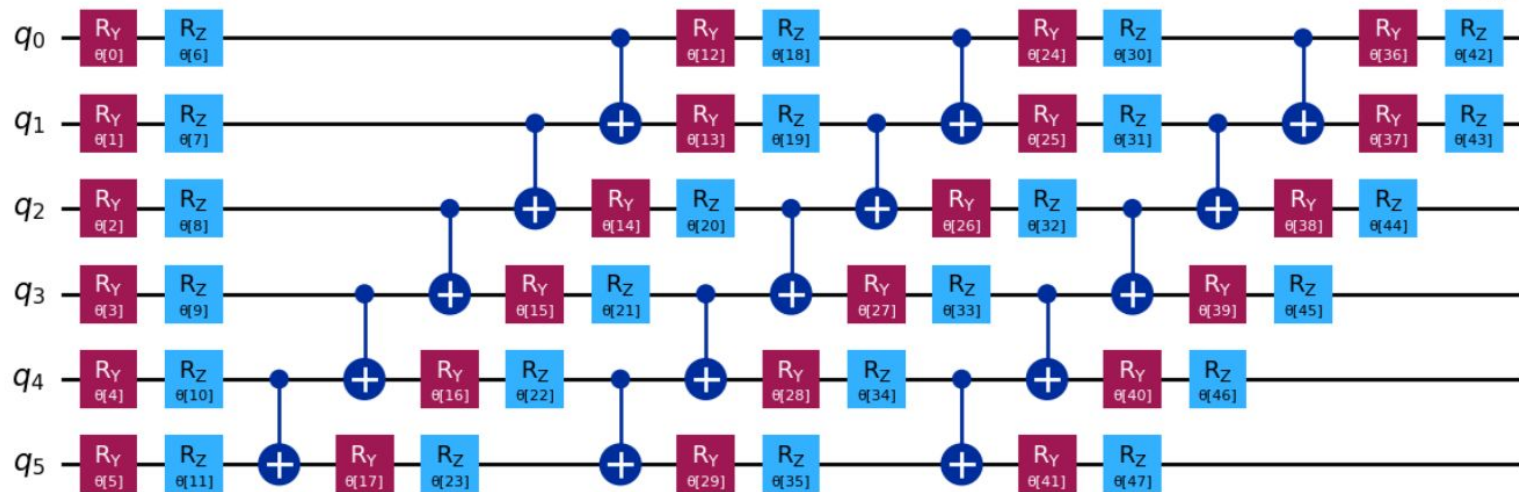 q0 RY θ[0] RZ θ[6] RY θ[12] RZ θ[18] RY θ[24] RZ θ[30] RY θ[36] RZ θ[42]
q1 RY θ[1] RZ θ[7] RY θ[13] RZ θ[19] RY θ[25] RZ θ[31] RY θ[37] RZ θ[43]
q2 RY θ[2] RZ θ[8] RY θ[14] RZ θ[20] RY θ[26] RZ θ[32] RY θ[38] RZ θ[44]
q3 RY θ[3] RZ θ[9] RY θ[15] RZ θ[21] RY θ[27] RZ θ[33] RY θ[39] RZ θ[45]
q4 RY θ[4] RZ θ[10] RY θ[16] RZ θ[22] RY θ[28] RZ θ[34] RY θ[40] RZ θ[46]
q5 RY θ[5] RZ θ[11] RY θ[17] RZ θ[23] RY θ[29] RZ θ[35] RY θ[41] RZ θ[47]